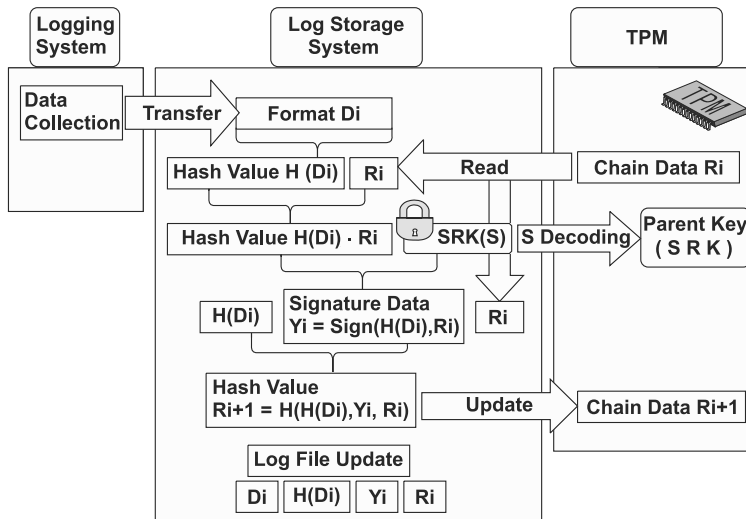 Logging
System
Log Storage
System
TPM
Data
Collection
Transfer
Format Di
TPM
Hash Value H (Di)
Ri
Read
Chain Data Ri
Hash Value H(Di) · Ri
SRK(S)
S Decoding
Parent Key
( S R K )
H(Di)
Signature Data
Yi = Sign(H(Di),Ri)
Ri
Hash Value
Ri+1 = H(H(Di),Yi, Ri)
Update
Chain Data Ri+1
Log File Update
Di
H(Di)
Yi
Ri